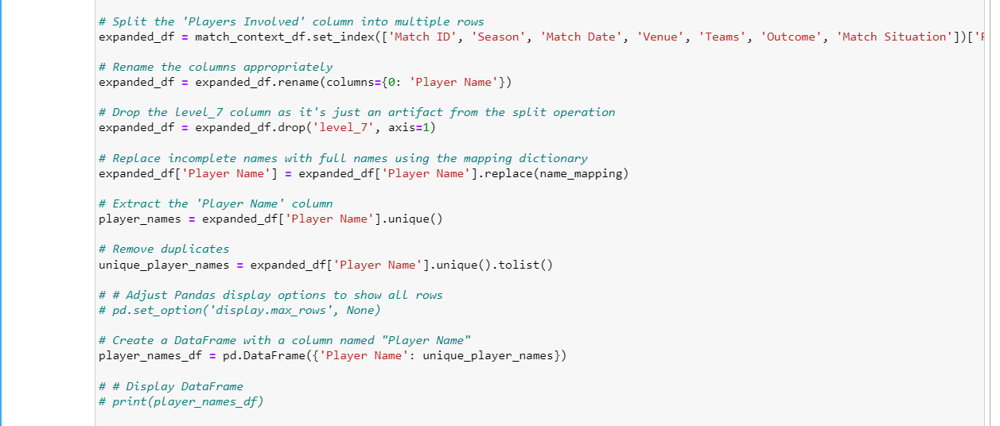 # Split the 'Players Involved' column into multiple rows
expanded_df = match_context_df.set_index(['Match ID', 'Season', 'Match Date', 'Venue', 'Teams', 'Outcome', 'Match Situation'])['
# Rename the columns appropriately
expanded_df = expanded_df.rename(columns={0: 'Player Name'})
# Drop the level_7 column as it's just an artifact from the split operation
expanded_df = expanded_df.drop('level_7', axis=1)
# Replace incomplete names with full names using the mapping dictionary
expanded_df['Player Name'] = expanded_df['Player Name'].replace(name_mapping)
# Extract the 'Player Name' column
player_names = expanded_df['Player Name'].unique()
# Remove duplicates
unique_player_names = expanded_df['Player Name'].unique().tolist()
# # Adjust Pandas display options to show all rows
# pd.set_option('display.max_rows', None)
# Create a DataFrame with a column named "Player Name"
player_names_df = pd.DataFrame({'Player Name': unique_player_names})
# # Display DataFrame
# print(player_names_df)